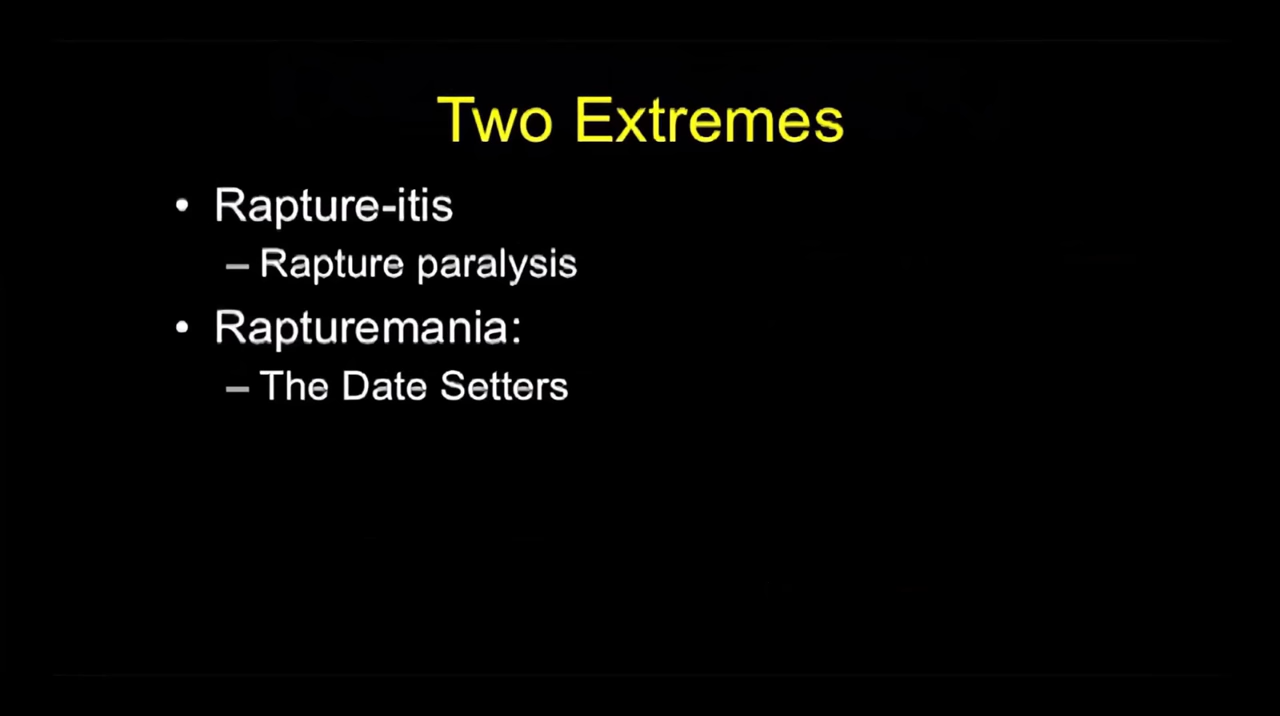 Two Extremes
• Rapture-itis
– Rapture paralysis
• Rapturemania:
– The Date Setters